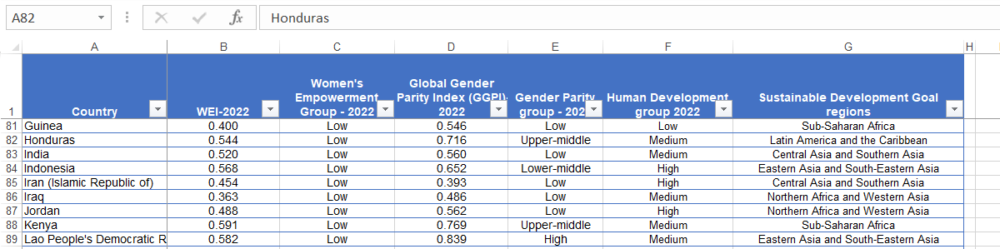 A82 fx Honduras
A B C D E F G H
1 Country WEI-2022 Women's Empowerment Group - 2022 Global Gender Parity Index (GGPI)- 2022 Gender Parity group - 202 Human Development group 2022 Sustainable Development Goal regions
81 Guinea 0.400 Low 0.546 Low Low Sub-Saharan Africa
82 Honduras 0.544 Low 0.716 Upper-middle Medium Latin America and the Caribbean
83 India 0.520 Low 0.560 Low Medium Central Asia and Southern Asia
84 Indonesia 0.568 Low 0.652 Lower-middle High Eastern Asia and South-Eastern Asia
85 Iran (Islamic Republic of) 0.454 Low 0.393 Low High Central Asia and Southern Asia
86 Iraq 0.363 Low 0.486 Low Medium Northern Africa and Western Asia
87 Jordan 0.488 Low 0.562 Low High Northern Africa and Western Asia
88 Kenya 0.591 Low 0.769 Upper-middle Medium Sub-Saharan Africa
89 Lao People's Democratic R 0.582 Low 0.839 High Medium Eastern Asia and South-Eastern Asia